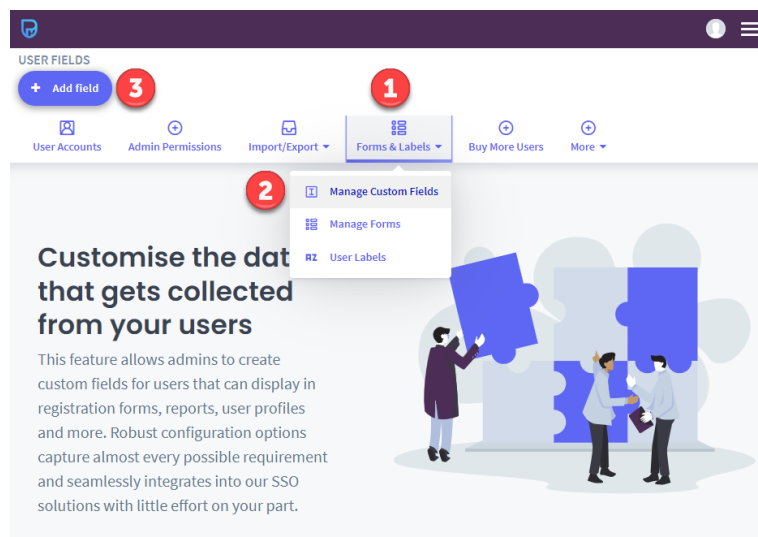 USER FIELDS
+ Add field
3
1
User Accounts
Admin Permissions
Import/Export
Forms & Labels
Buy More Users
More
2
Manage Custom Fields
Manage Forms
AZ User Labels
Customise the dat
that gets collected
from your users
This feature allows admins to create
custom fields for users that can display in
registration forms, reports, user profiles
and more. Robust configuration options
capture almost every possible requirement
and seamlessly integrates into our SSO
solutions with little effort on your part.